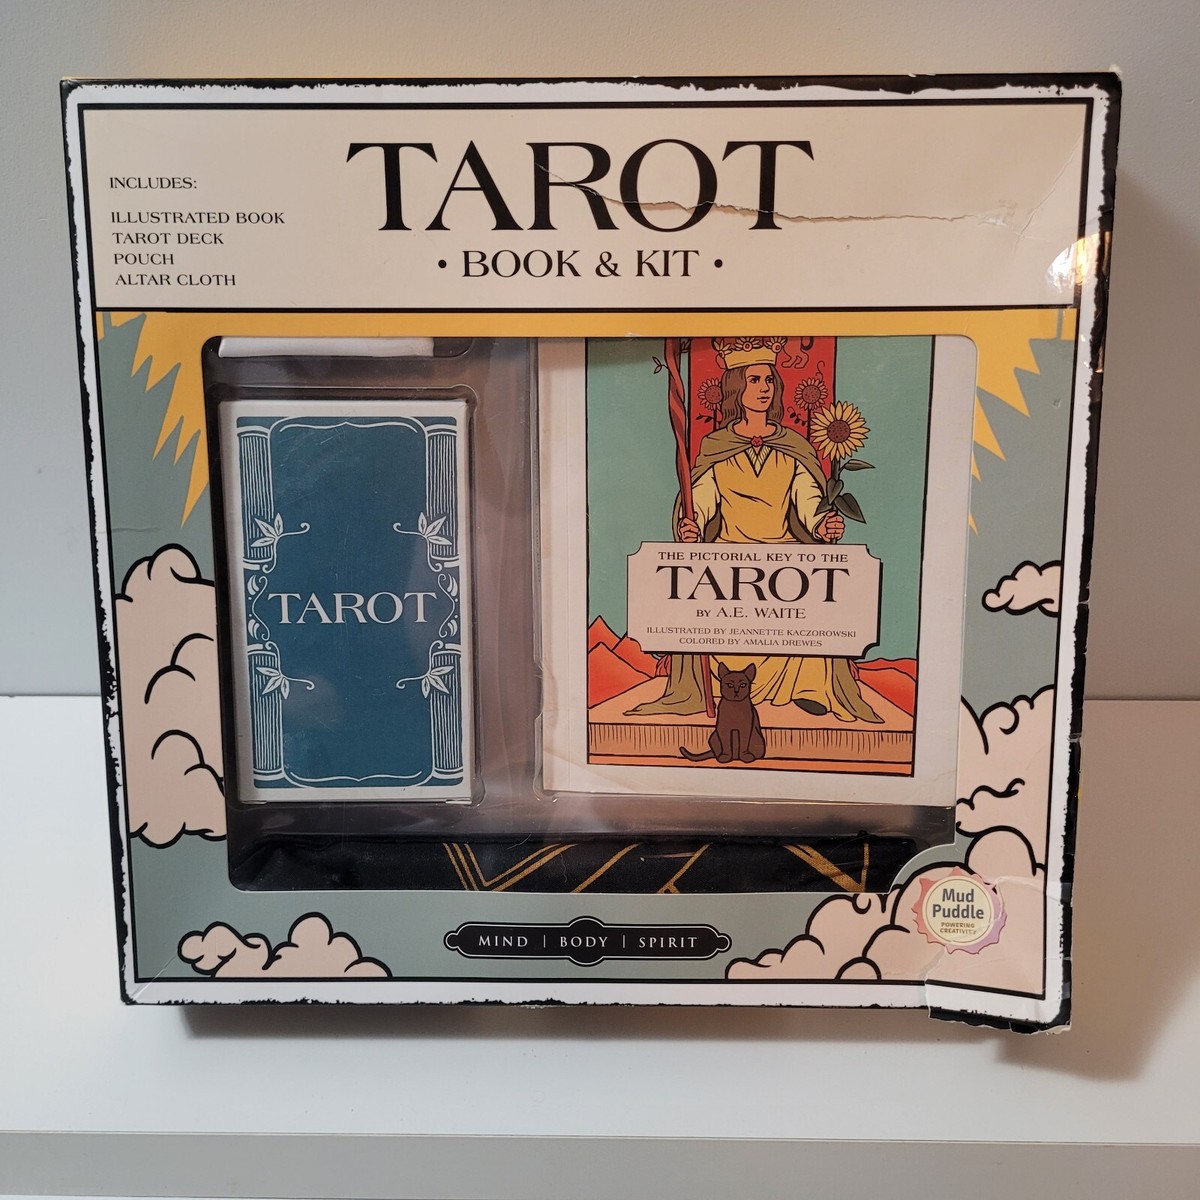 TAROT
• BOOK & KIT •
INCLUDES:
ILLUSTRATED BOOK
TAROT DECK
POUCH
ALTAR CLOTH
TAROT
THE PICTORIAL KEY TO THE
TAROT
BY A.E. WAITE
ILLUSTRATED BY JEANNETTE KACZOROWSKI
COLORED BY AMALIA DREWES
MIND | BODY | SPIRIT
Mud
Puddle
POWERING
CREATIVITY